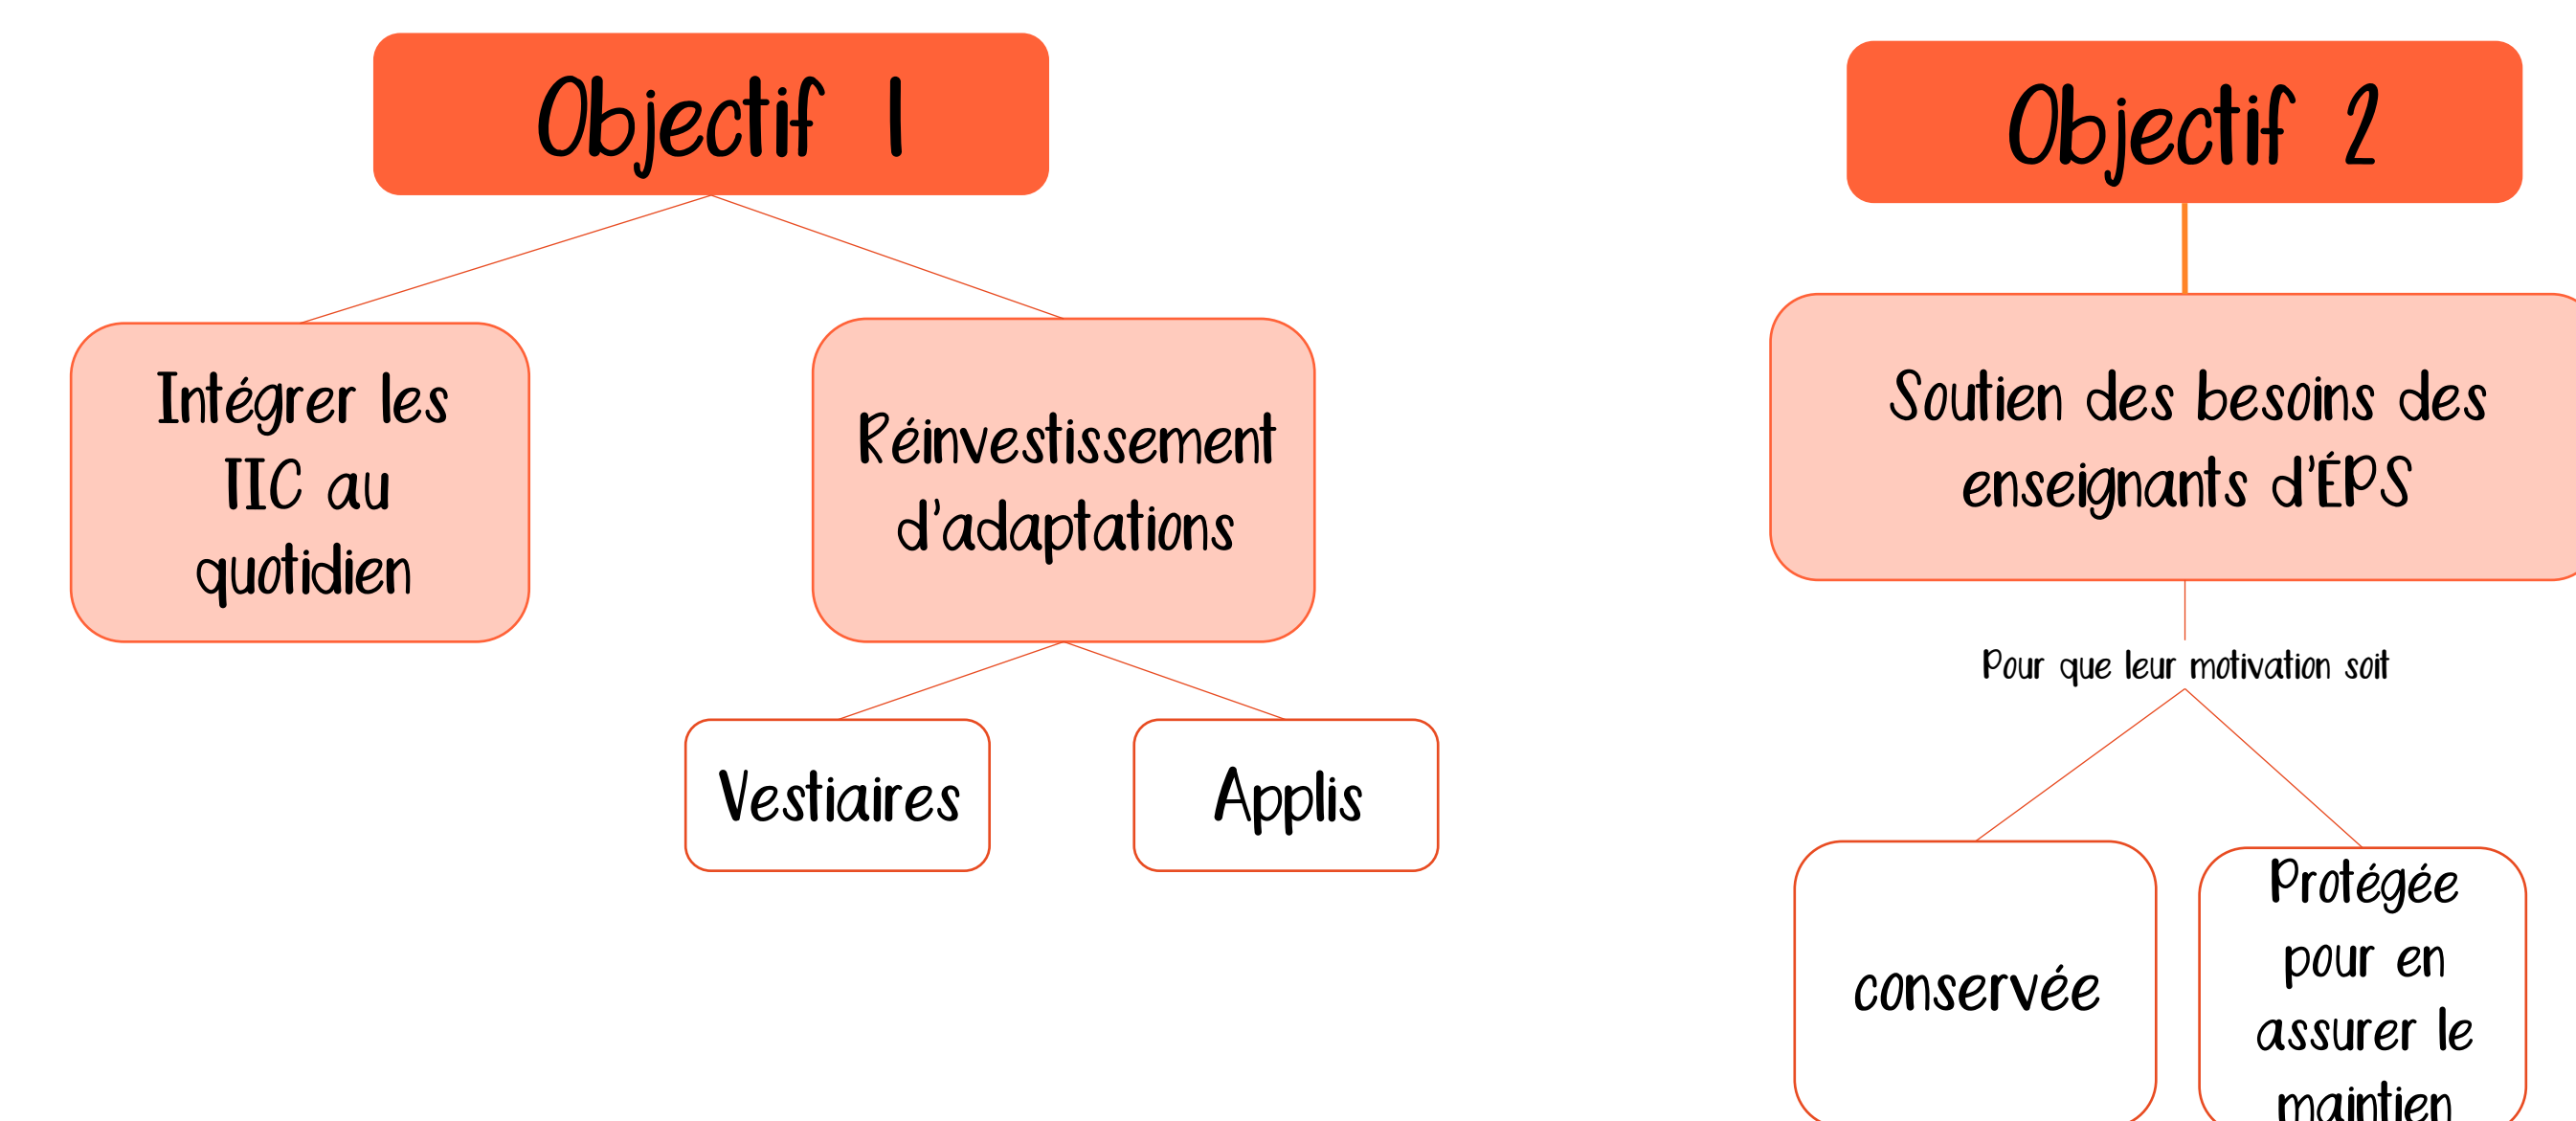 Objectif 1
Intégrer les
IIC au
quotidien
Réinvestissement
d'adaptations
Vestiaires
Applis
Objectif 2
Soutien des besoins des
enseignants d'ÉPS
Pour que leur motivation soit
conservée
Protégée
pour en
assurer le
maintien